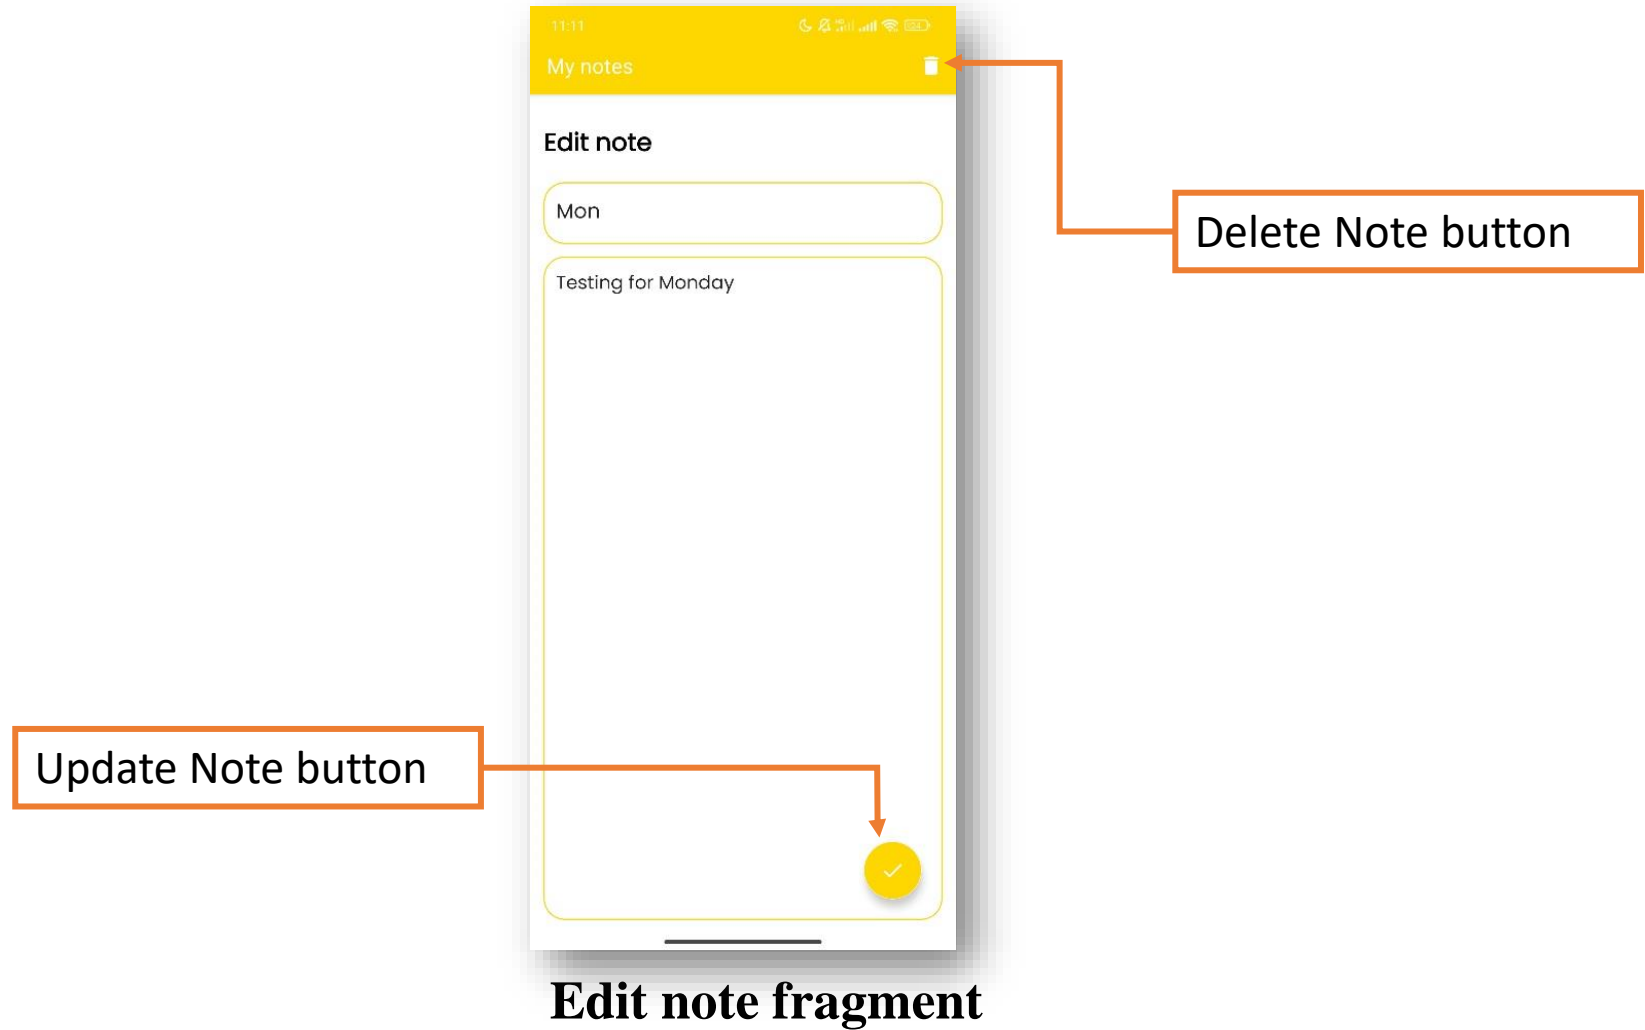 11:11
My notes
Edit note
Mon
Delete Note button
Testing for Monday
Update Note button
Edit note fragment